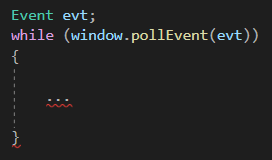 Event evt;
while (window.pollEvent(evt))
{
...
}